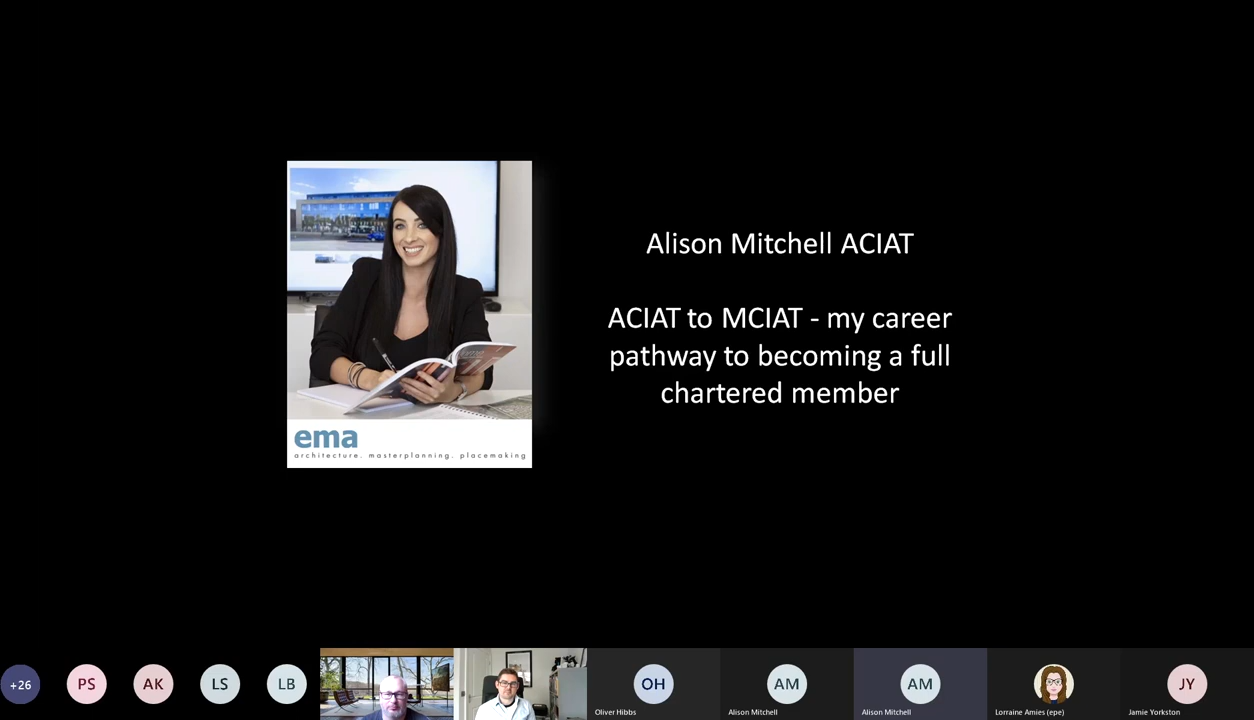 Alison Mitchell ACIAT
ACIAT to MCIAT - my career
pathway to becoming a full
chartered member
ema
architecture. masterplanning. placemaking
+26
PS
AK
LS
LB
OH
Oliver Hibbs
AM
Alison Mitchell
AM
Alison Mitchell
Lorraine Amies (epe)
JY
Jamie Yorkston